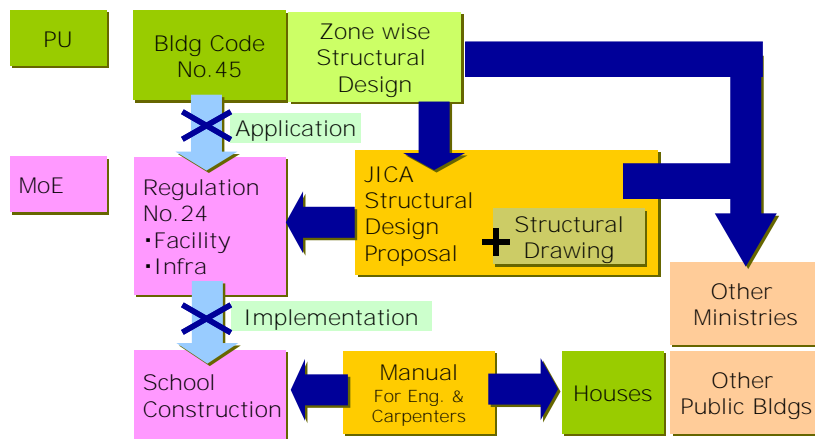 PU
Bldg Code
No.45
Zone wise
Structural
Design
Application
MoE
Regulation
No.24
・Facility
・Infra
JICA
Structural
Design
Proposal
+
Structural
Drawing
Other
Ministries
Implementation
School
Construction
Manual
For Eng. &
Carpenters
Houses
Other
Public Bldgs